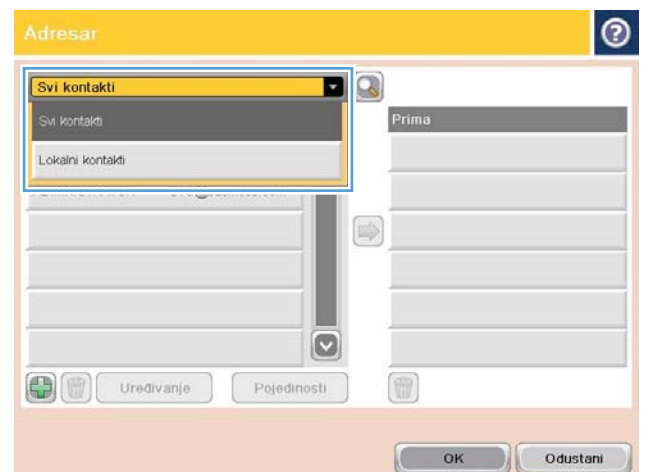 Adresar
Svi kontakti
Svi kontakti
Prima
Lokalni kontakti
Uređivanje
Pojedinosti
OK
Odustani